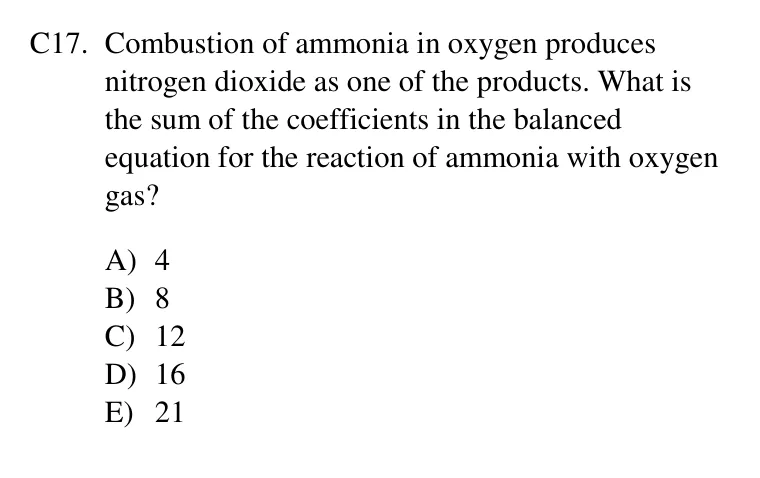 C17. Combustion of ammonia in oxygen produces
nitrogen dioxide as one of the products. What is
the sum of the coefficients in the balanced
equation for the reaction of ammonia with oxygen
gas?
A) 4
B) 8
C) 12
D) 16
E) 21